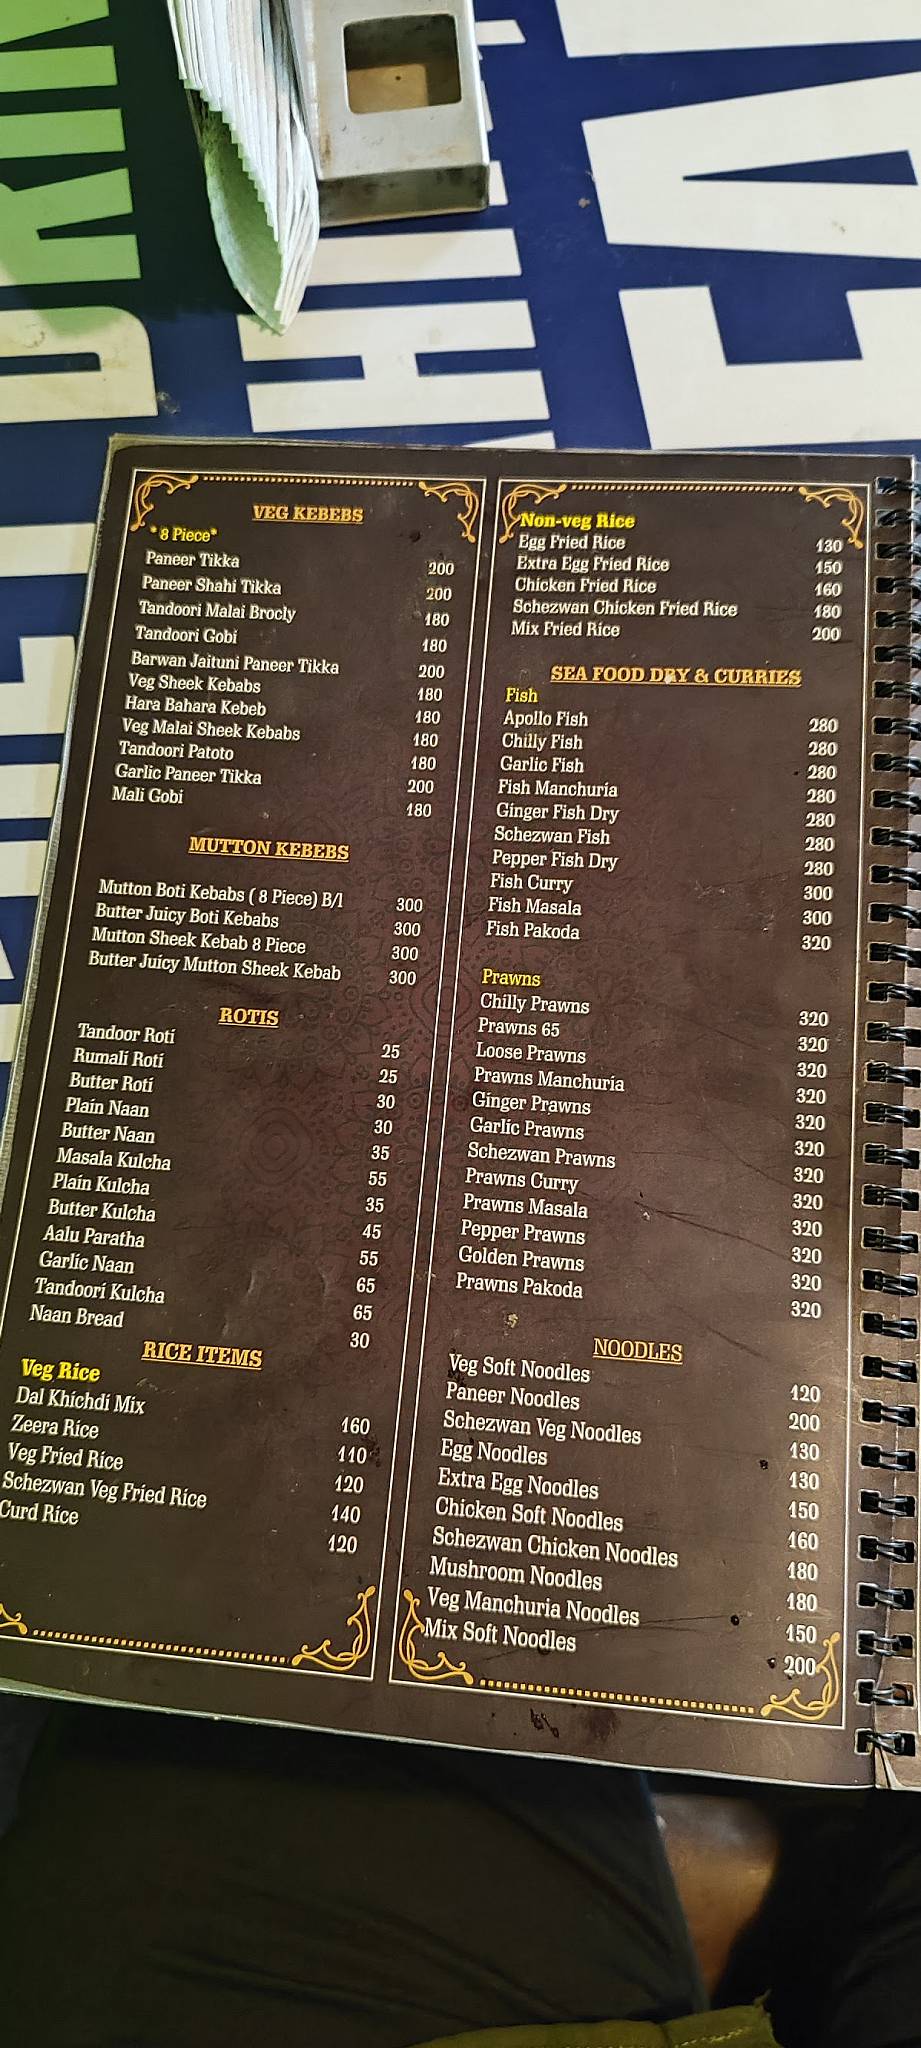 VEG KEBEBS
* 8 Piece*
Paneer Tikka 200
Paneer Shahi Tikka 200
Tandoori Malai Brocly 180
Tandoori Gobi 180
Barwan Jaituni Paneer Tikka 200
Veg Sheek Kebabs 180
Hara Bahara Kebeb 180
Veg Malai Sheek Kebabs 180
Tandoori Patoto 180
Garlic Paneer Tikka 200
Mali Gobi 180
MUTTON KEBEBS
Mutton Boti Kebabs ( 8 Piece) B/l 300
Butter Juicy Boti Kebabs 300
Mutton Sheek Kebab 8 Piece 300
Butter Juicy Mutton Sheek Kebab 300
ROTIS
Tandoor Roti 25
Rumali Roti 25
Butter Roti 30
Plain Naan 30
Butter Naan 35
Masala Kulcha 55
Plain Kulcha 35
Butter Kulcha 45
Aalu Paratha 55
Garlic Naan 65
Tandoori Kulcha 65
Naan Bread 30
RICE ITEMS
Veg Rice
Dal Khichdi Mix 160
Zeera Rice 110
Veg Fried Rice 120
Schezwan Veg Fried Rice 140
Curd Rice 120
Non-veg Rice
Egg Fried Rice 130
Extra Egg Fried Rice 150
Chicken Fried Rice 160
Schezwan Chicken Fried Rice 180
Mix Fried Rice 200
SEA FOOD DRY & CURRIES
Fish
Apollo Fish 280
Chilly Fish 280
Garlic Fish 280
Fish Manchuria 280
Ginger Fish Dry 280
Schezwan Fish 280
Pepper Fish Dry 280
Fish Curry 300
Fish Masala 300
Fish Pakoda 320
Prawns
Chilly Prawns 320
Prawns 65 320
Loose Prawns 320
Prawns Manchuria 320
Ginger Prawns 320
Garlic Prawns 320
Schezwan Prawns 320
Prawns Curry 320
Prawns Masala 320
Pepper Prawns 320
Golden Prawns 320
Prawns Pakoda 320
NOODLES
Veg Soft Noodles 120
Paneer Noodles 200
Schezwan Veg Noodles 130
Egg Noodles 130
Extra Egg Noodles 150
Chicken Soft Noodles 160
Schezwan Chicken Noodles 180
Mushroom Noodles 180
Veg Manchuria Noodles 150
Mix Soft Noodles 200